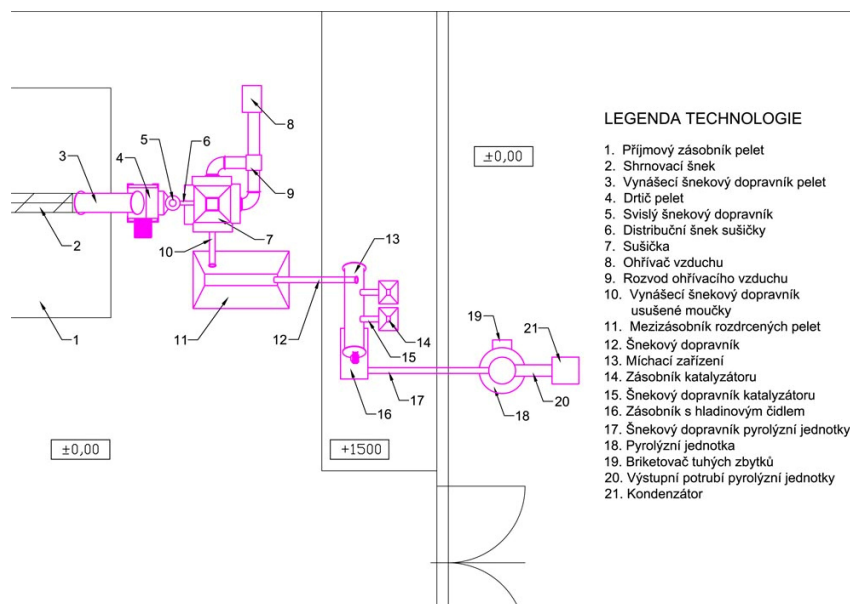 8
5
6
3
4
±0,00
9
2
7
10
13
19
21
14
11
12
15
1
16
17
18
20
±0,00
+1500
LEGENDA TECHNOLOGIE
1. Příjmový zásobník pelet
2. Shrnovací šnek
3. Vynášecí šnekový dopravník pelet
4. Drtič pelet
5. Svislý šnekový dopravník
6. Distribuční šnek sušičky
7. Sušička
8. Ohřívač vzduchu
9. Rozvod ohřívacího vzduchu
10. Vynášecí šnekový dopravník
usušené moučky
11. Mezizásobník rozdrcených pelet
12. Šnekový dopravník
13. Míchací zařízení
14. Zásobník katalyzátoru
15. Šnekový dopravník katalyzátoru
16. Zásobník s hladinovým čidlem
17. Šnekový dopravník pyrolýzní jednotky
18. Pyrolýzní jednotka
19. Briketovač tuhých zbytků
20. Výstupní potrubí pyrolýzní jednotky
21. Kondenzátor